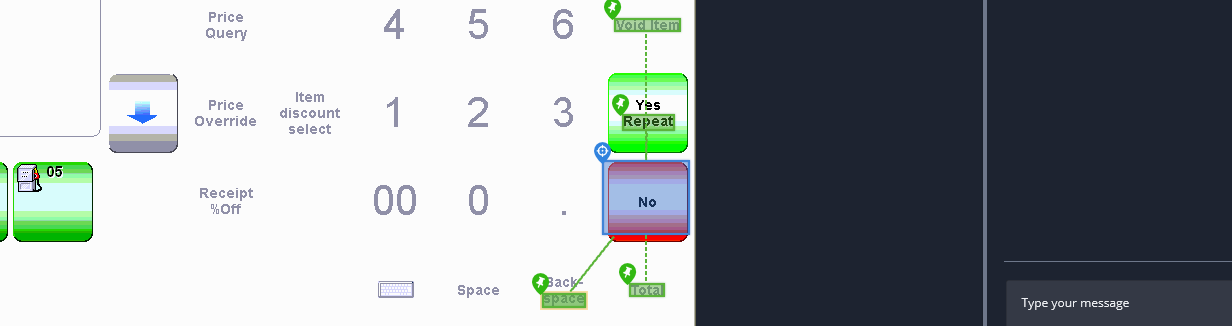 Price
Query
4
5
6
Void Item
Price
Override
Item
discount
select
1
2
3
Yes
Repeat
05
Receipt
%Off
00
0
.
No
Space
Back-
space
Total
Type your message